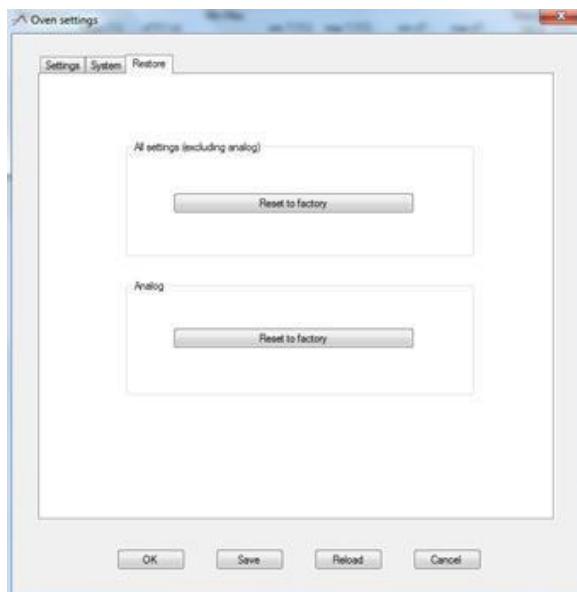 Oven settings
Settings System Restore
All settings (excluding analog)
Reset to factory
Analog
Reset to factory
OK Save Reload Cancel